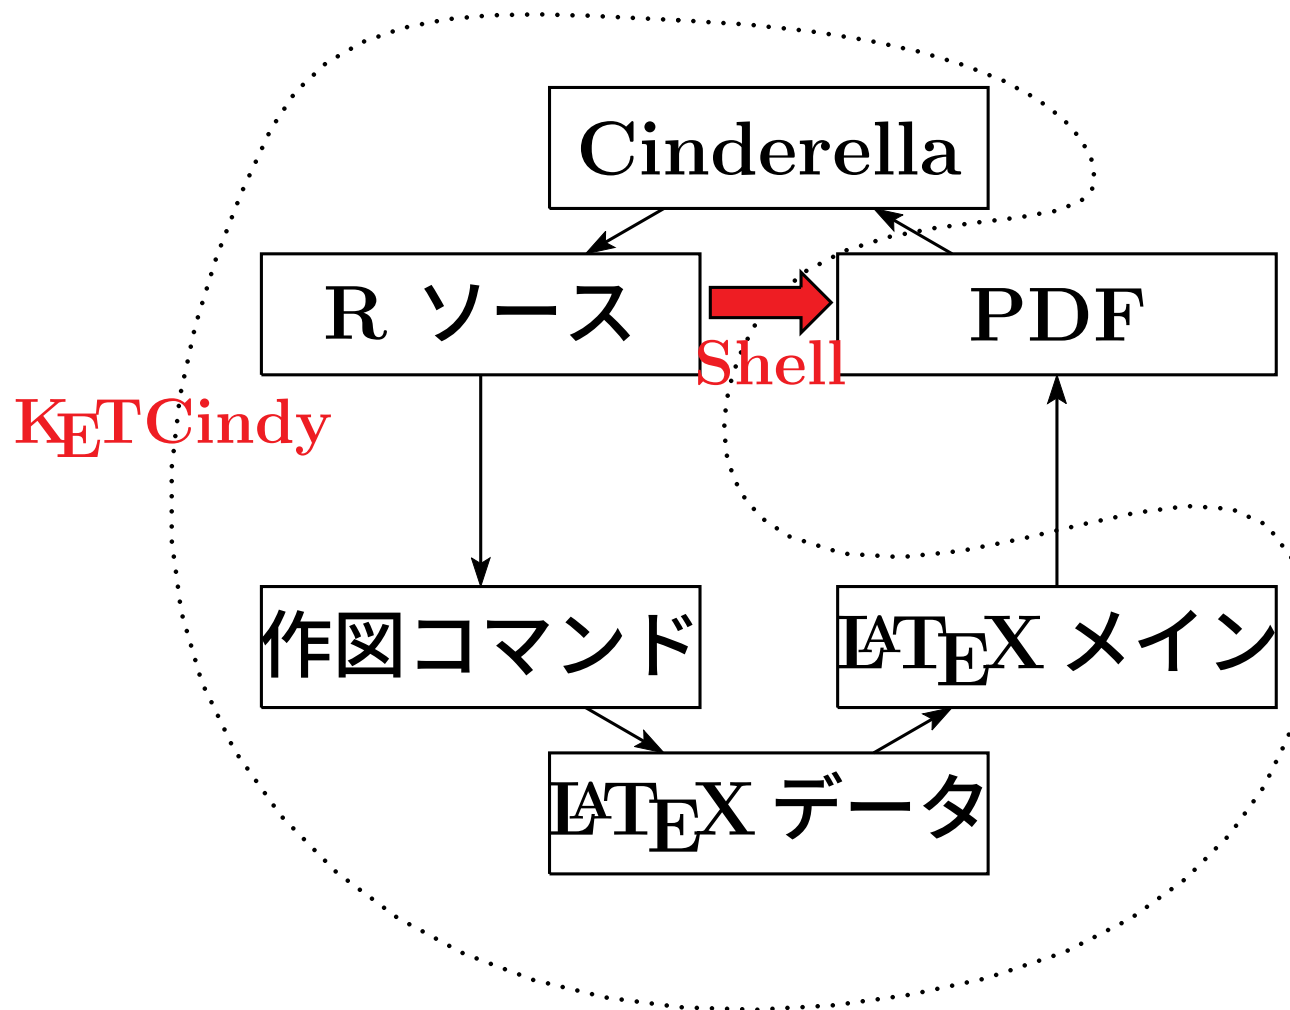 Cinderella
R ソース
PDF
Shell
KETCindy
作図コマンド
LATEX メイン
LATEX データ